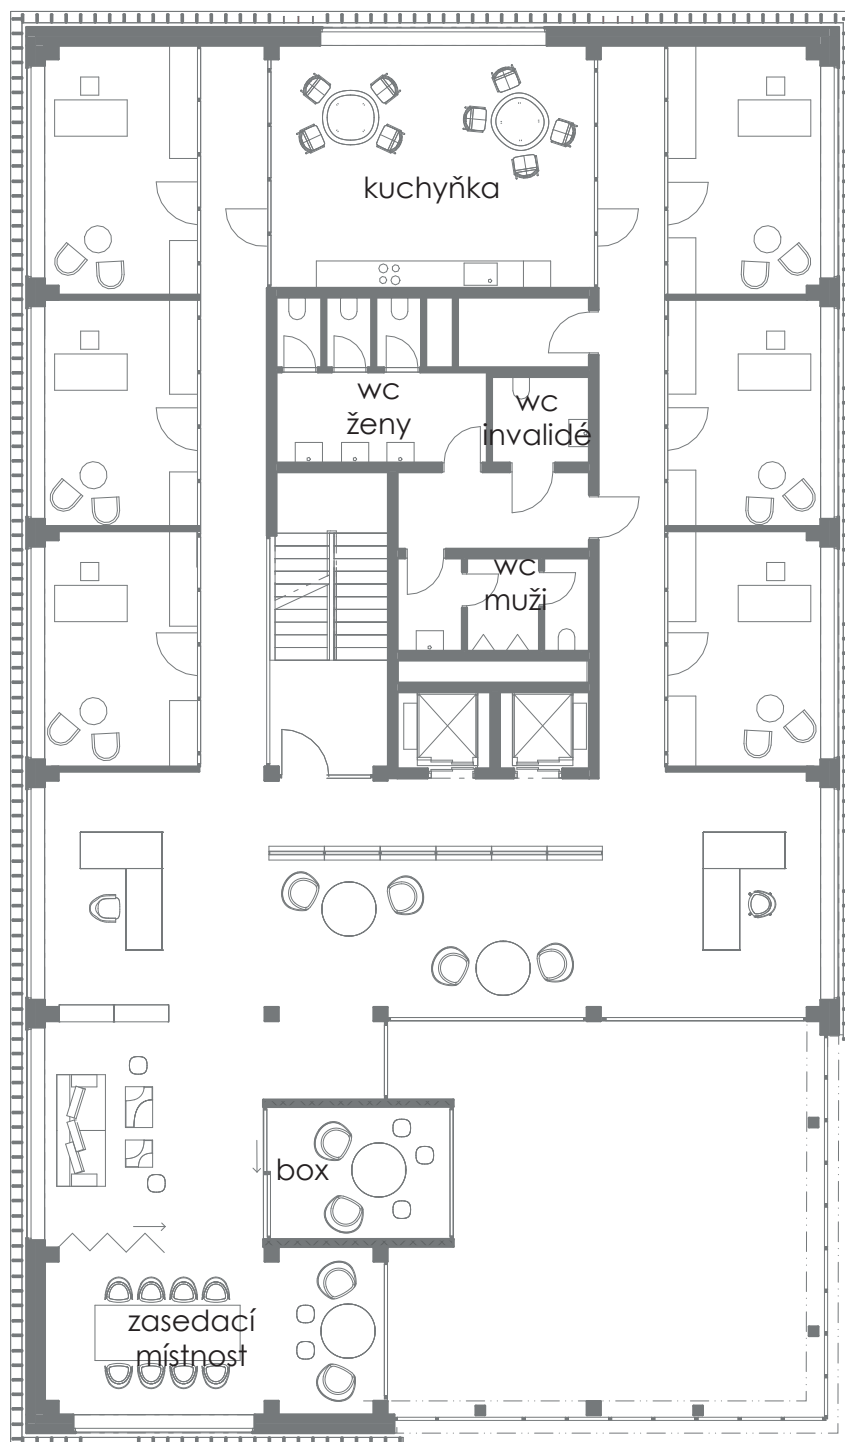 kuchyňka
wc
ženy
wc
invalidé
wc
muži
box
zasedací
místnost